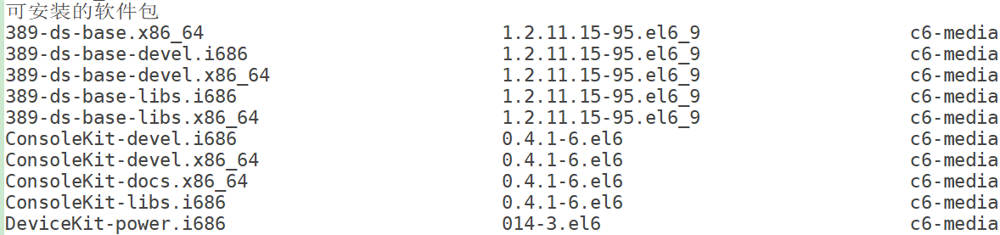 可安装的软件包
389-ds-base.x86_64 1.2.11.15-95.el6_9 c6-media
389-ds-base-devel.i686 1.2.11.15-95.el6_9 c6-media
389-ds-base-devel.x86_64 1.2.11.15-95.el6_9 c6-media
389-ds-base-libs.i686 1.2.11.15-95.el6_9 c6-media
389-ds-base-libs.x86_64 1.2.11.15-95.el6_9 c6-media
ConsoleKit-devel.i686 0.4.1-6.el6 c6-media
ConsoleKit-devel.x86_64 0.4.1-6.el6 c6-media
ConsoleKit-docs.x86_64 0.4.1-6.el6 c6-media
ConsoleKit-libs.i686 0.4.1-6.el6 c6-media
DeviceKit-power.i686 014-3.el6 c6-media